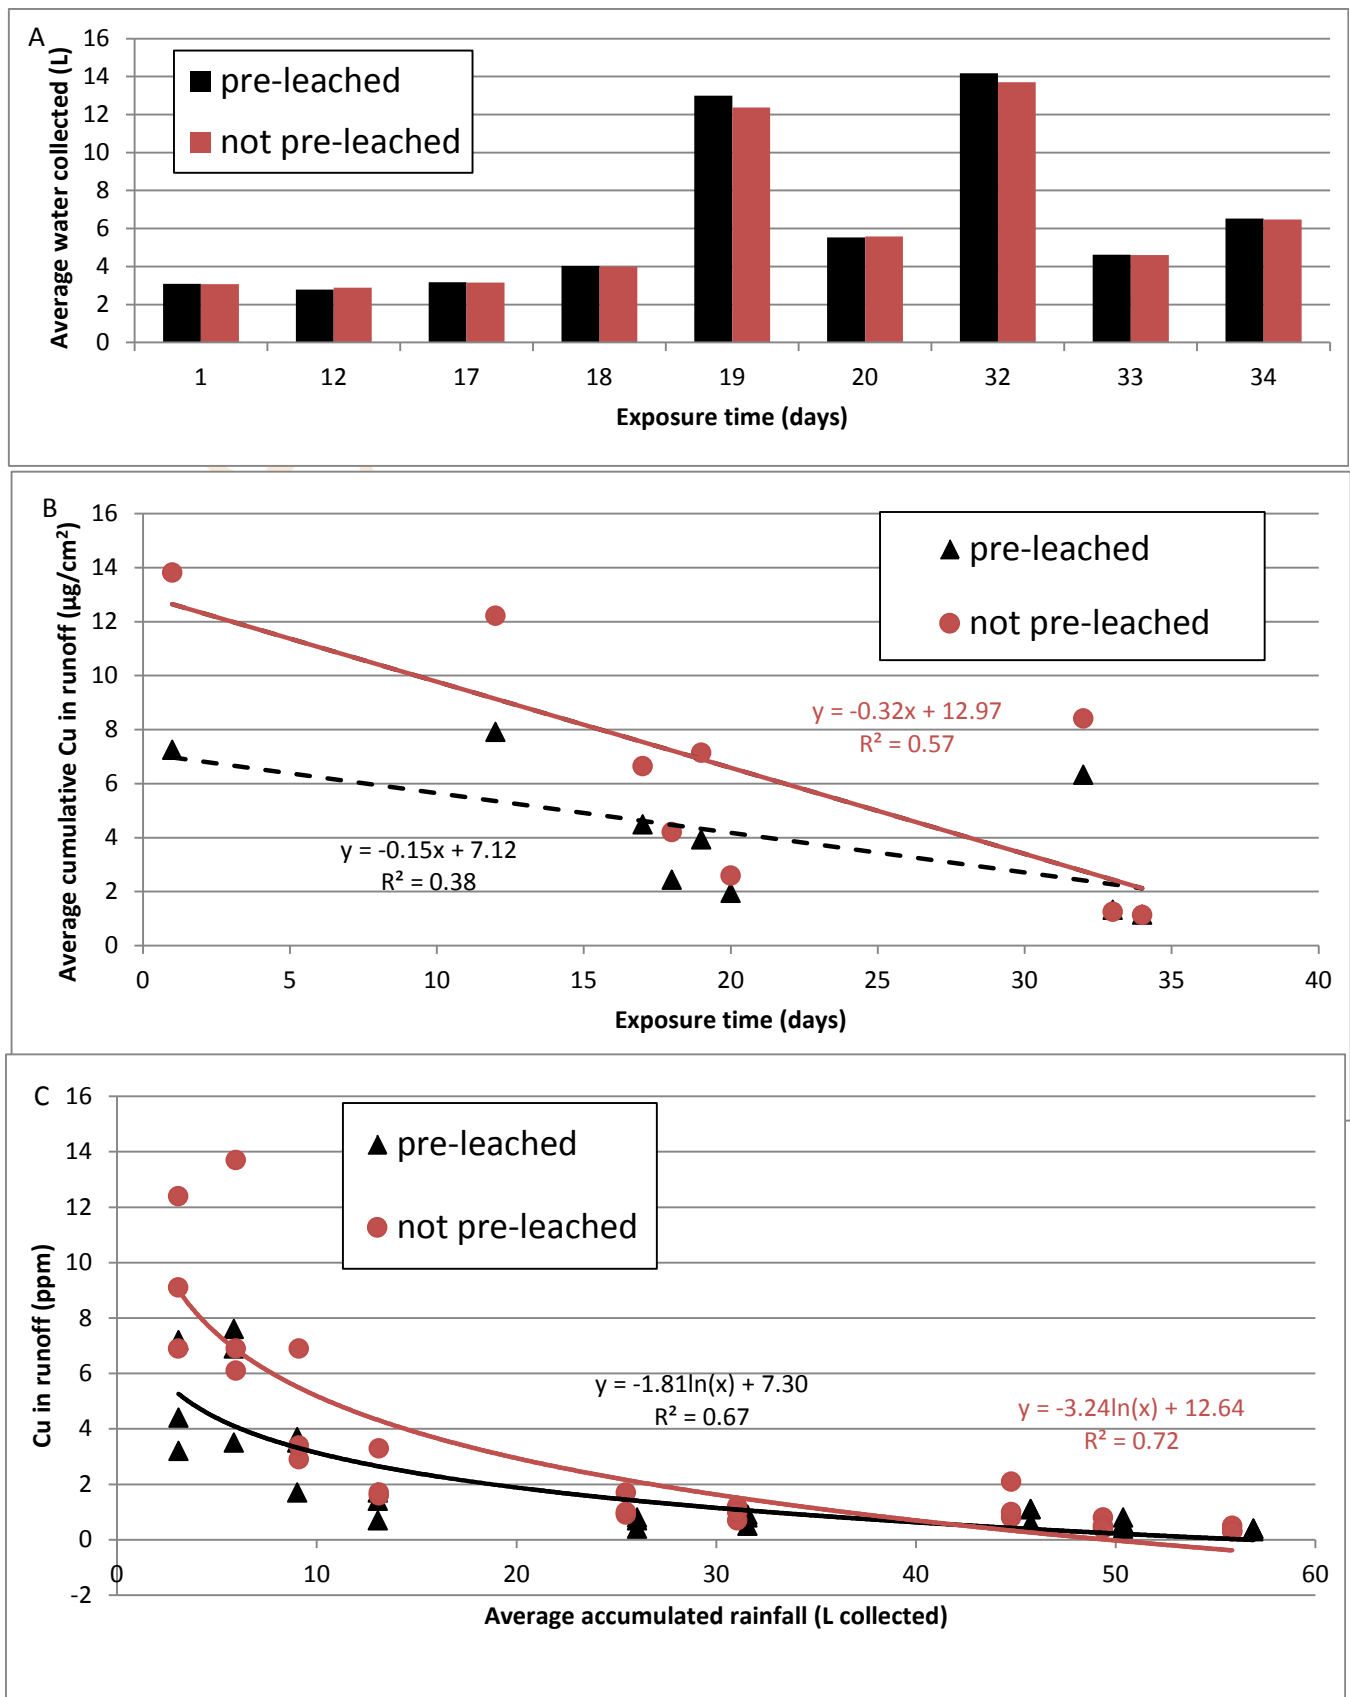 A
16
14
12
10
8
6
4
2
0
Average water collected (L)
pre-leached
not pre-leached
1 12 17 18 19 20 32 33 34
Exposure time (days)
B
16
14
12
10
8
6
4
2
0
Average cumulative Cu in runoff (µg/cm²)
pre-leached
not pre-leached
y = -0.32x + 12.97
R² = 0.57
y = -0.15x + 7.12
R² = 0.38
0 5 10 15 20 25 30 35 40
Exposure time (days)
C
16
14
12
10
8
6
4
2
0
-2
Cu in runoff (ppm)
pre-leached
not pre-leached
y = -1.81ln(x) + 7.30
R² = 0.67
y = -3.24ln(x) + 12.64
R² = 0.72
0 10 20 30 40 50 60
Average accumulated rainfall (L collected)